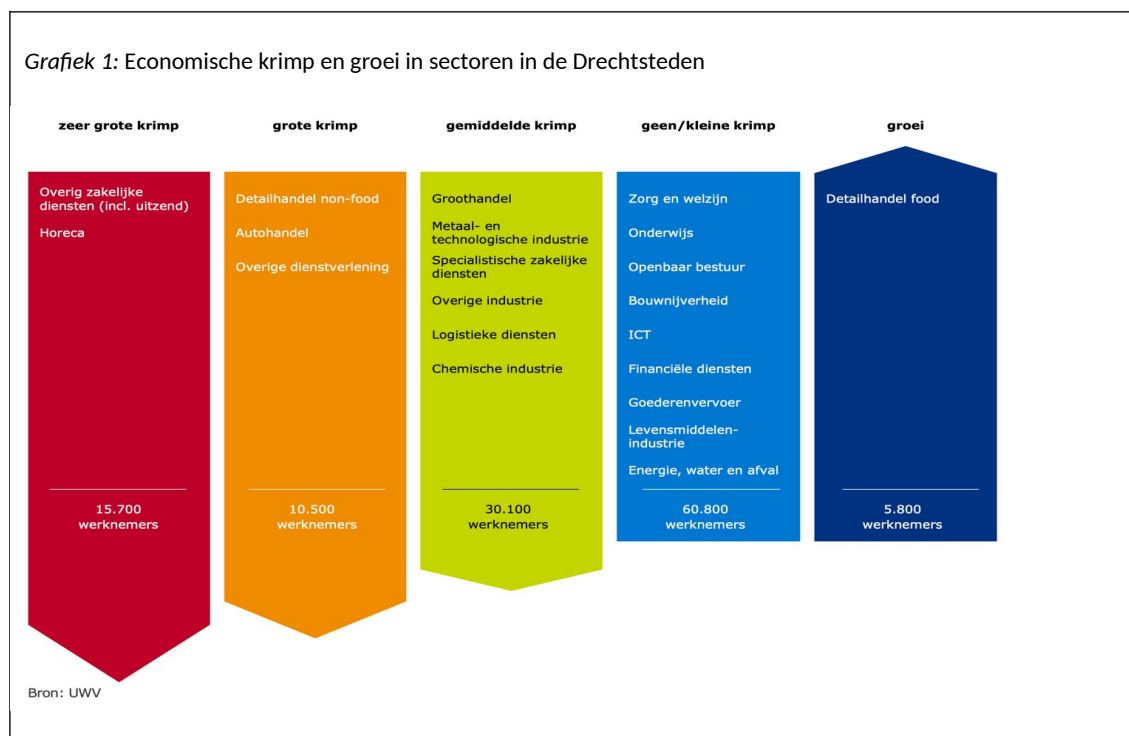 Grafiek 1: Economische krimp en groei in sectoren in de Drechtsteden
zeer grote krimp
Overig zakelijke
diensten (incl. uitzend)
Horeca
15.700
werknemers
grote krimp
Detailhandel non-food
Autohandel
Overige dienstverlening
10.500
werknemers
gemiddelde krimp
Groothandel
Metaal- en
technologische industrie
Specialistische zakelijke
diensten
Overige industrie
Logistieke diensten
Chemische industrie
30.100
werknemers
geen/kleine krimp
Zorg en welzijn
Onderwijs
Openbaar bestuur
Bouwnijverheid
ICT
Financiële diensten
Goederenvervoer
Levensmiddelen-
industrie
Energie, water en afval
60.800
werknemers
groei
Detailhandel food
5.800
werknemers
Bron: UWV